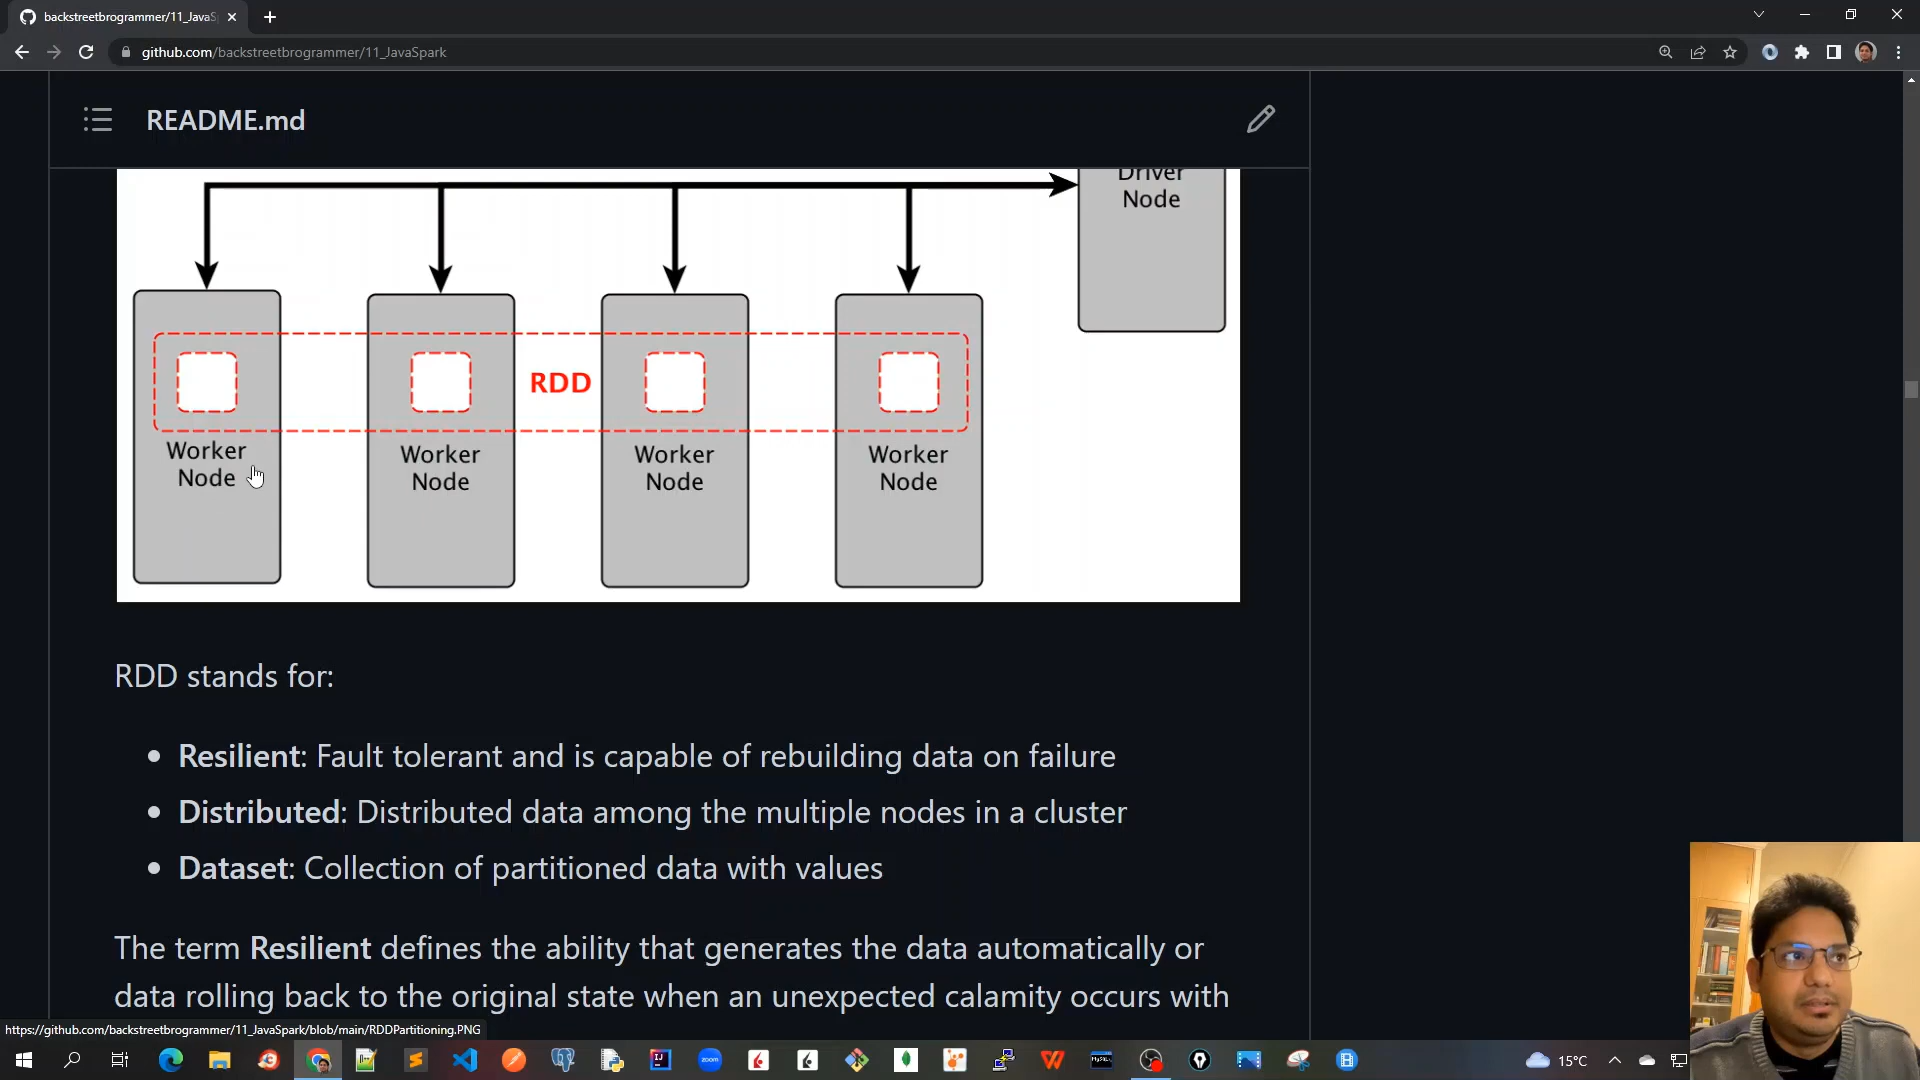 backstreetbrogrammer/11_JavaS
github.com/backstreetbrogrammer/11_JavaSpark
README.md
Driver
Node
RDD
Worker
Node
Worker
Node
Worker
Node
Worker
Node
RDD stands for:
Resilient: Fault tolerant and is capable of rebuilding data on failure
Distributed: Distributed data among the multiple nodes in a cluster
Dataset: Collection of partitioned data with values
The term Resilient defines the ability that generates the data automatically or
data rolling back to the original state when an unexpected calamity occurs with
https://github.com/backstreetbrogrammer/11_JavaSpark/blob/main/RDDPartitioning.PNG
zoom
MySQL
15°C